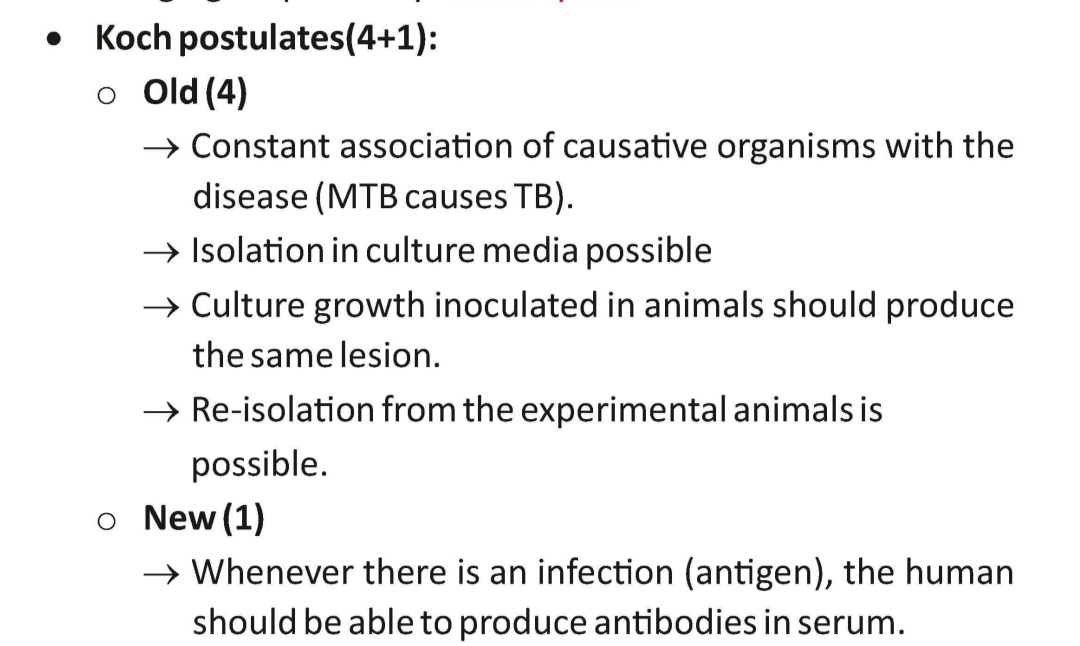 • Koch postulates(4+1):
○ Old (4)
→ Constant association of causative organisms with the
disease (MTB causes TB).
→ Isolation in culture media possible
→ Culture growth inoculated in animals should produce
the same lesion.
→ Re-isolation from the experimental animals is
possible.
○ New (1)
→ Whenever there is an infection (antigen), the human
should be able to produce antibodies in serum.